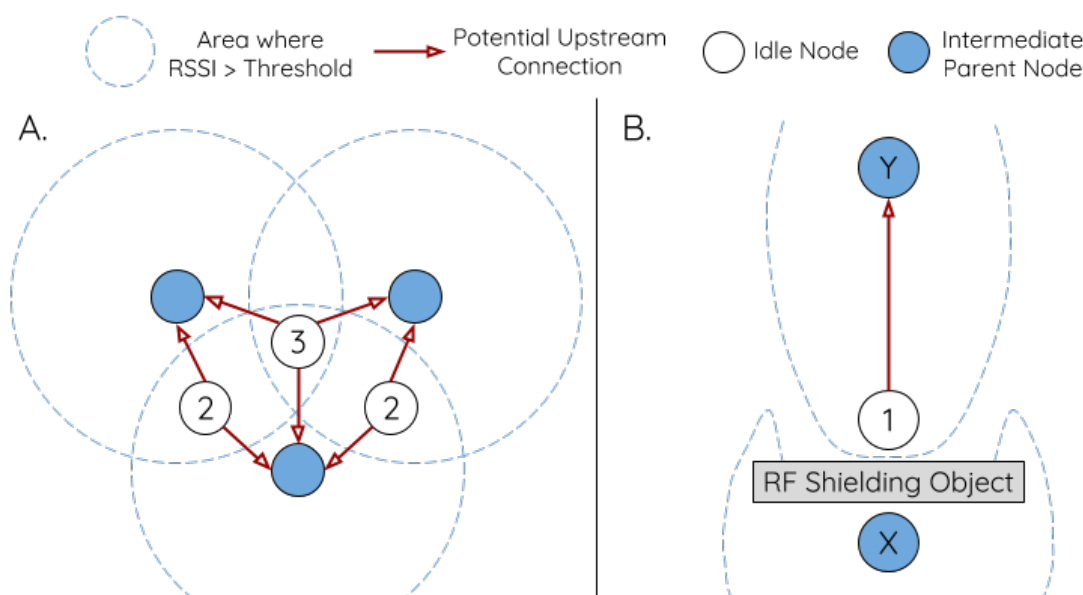 Area where
RSSI > Threshold
Potential Upstream
Connection
Idle Node
Intermediate
Parent Node
A.
B.
3
2
2
Y
1
RF Shielding Object
X